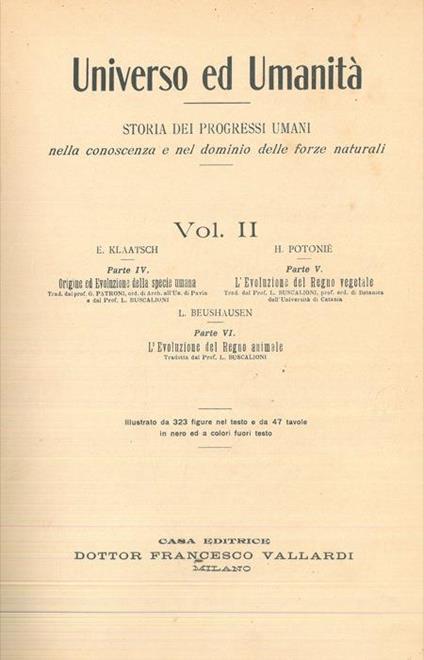 Universo ed Umanità
STORIA DEI PROGRESSI UMANI
nella conoscenza e nel dominio delle forze naturali
Vol. II
E. KLAATSCH
Parte IV.
Origine ed Evoluzione della specie umana
Trad. dal prof. G. PATRONI, ord. di Arch. all'Un. di Pavia
e dal Prof. L. BUSCALIONI
H. POTONIÉ
Parte V.
L'Evoluzione del Regno vegetale
Trad. dal Prof. L. BUSCALIONI, prof. ord. di Botanica
dell'Università di Catania
L. BEUSHAUSEN
Parte VI.
L'Evoluzione del Regno animale
Tradotta dal Prof. L. BUSCALIONI
Illustrato da 323 figure nel testo e da 47 tavole
in nero ed a colori fuori testo
CASA EDITRICE
DOTTOR FRANCESCO VALLARDI
MILANO